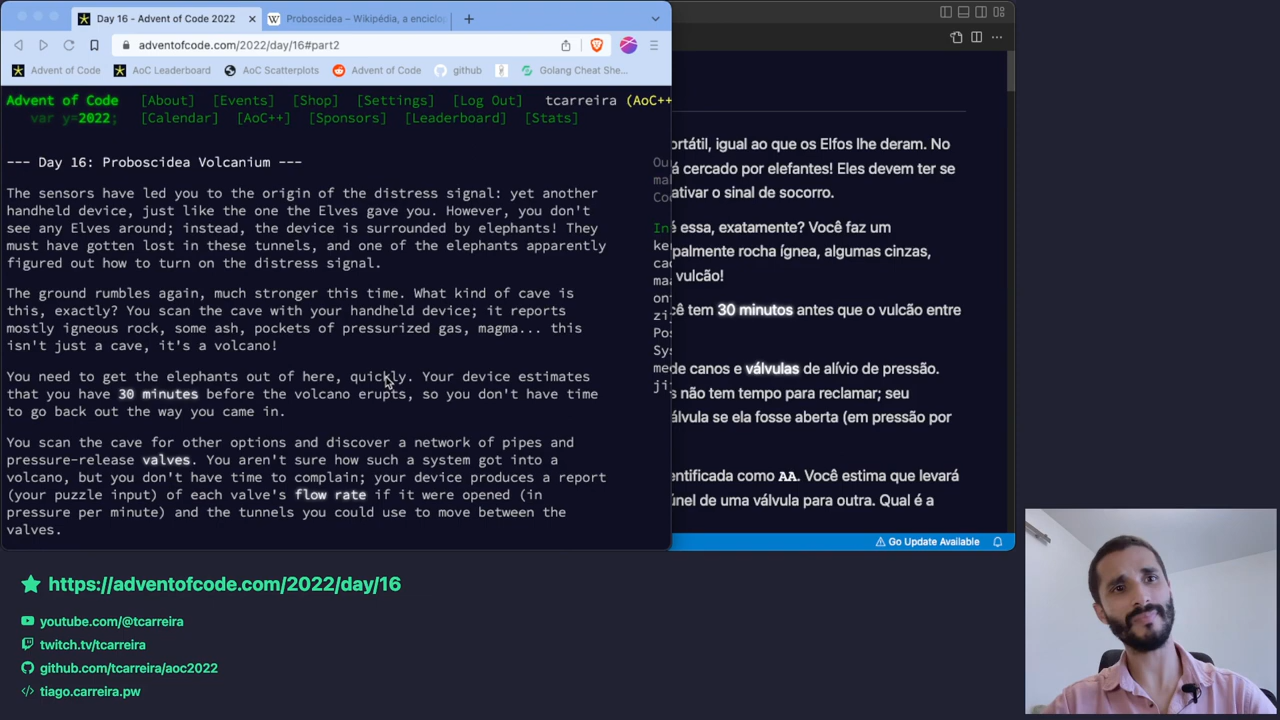 Day 16 - Advent of Code 2022
Proboscidea – Wikipédia, a enciclo
adventofcode.com/2022/day/16#part2
Advent of Code
AoC Leaderboard
AoC Scatterplots
Advent of Code
github
Golang Cheat She...
Advent of Code [About] [Events] [Shop] [Settings] [Log Out] tcarreira (AoC++
var y=2022; [Calendar] [AoC++] [Sponsors] [Leaderboard] [Stats]
--- Day 16: Proboscidea Volcanium ---
The sensors have led you to the origin of the distress signal: yet another
handheld device, just like the one the Elves gave you. However, you don't
see any Elves around; instead, the device is surrounded by elephants! They
must have gotten lost in these tunnels, and one of the elephants apparently
figured out how to turn on the distress signal.
The ground rumbles again, much stronger this time. What kind of cave is
this, exactly? You scan the cave with your handheld device; it reports
mostly igneous rock, some ash, pockets of pressurized gas, magma... this
isn't just a cave, it's a volcano!
You need to get the elephants out of here, quickly. Your device estimates
that you have 30 minutes before the volcano erupts, so you don't have time
to go back out the way you came in.
You scan the cave for other options and discover a network of pipes and
pressure-release valves. You aren't sure how such a system got into a
volcano, but you don't have time to complain; your device produces a report
(your puzzle input) of each valve's flow rate if it were opened (in
pressure per minute) and the tunnels you could use to move between the
valves.
Our
Co
In
ke
zi
Po
Sy
me
ortátil, igual ao que os Elfos lhe deram. No
á cercado por elefantes! Eles devem ter se
ativar o sinal de socorro.
é essa, exatamente? Você faz um
palmente rocha ígnea, algumas cinzas,
vulcão!
cê tem 30 minutos antes que o vulcão entre
de canos e válvulas de alívio de pressão.
s não tem tempo para reclamar; seu
álvula se ela fosse aberta (em pressão por
entificada como AA. Você estima que levará
únel de uma válvula para outra. Qual é a
Go Update Available
https://adventofcode.com/2022/day/16
youtube.com/@tcarreira
twitch.tv/tcarreira
github.com/tcarreira/aoc2022
tiago.carreira.pw